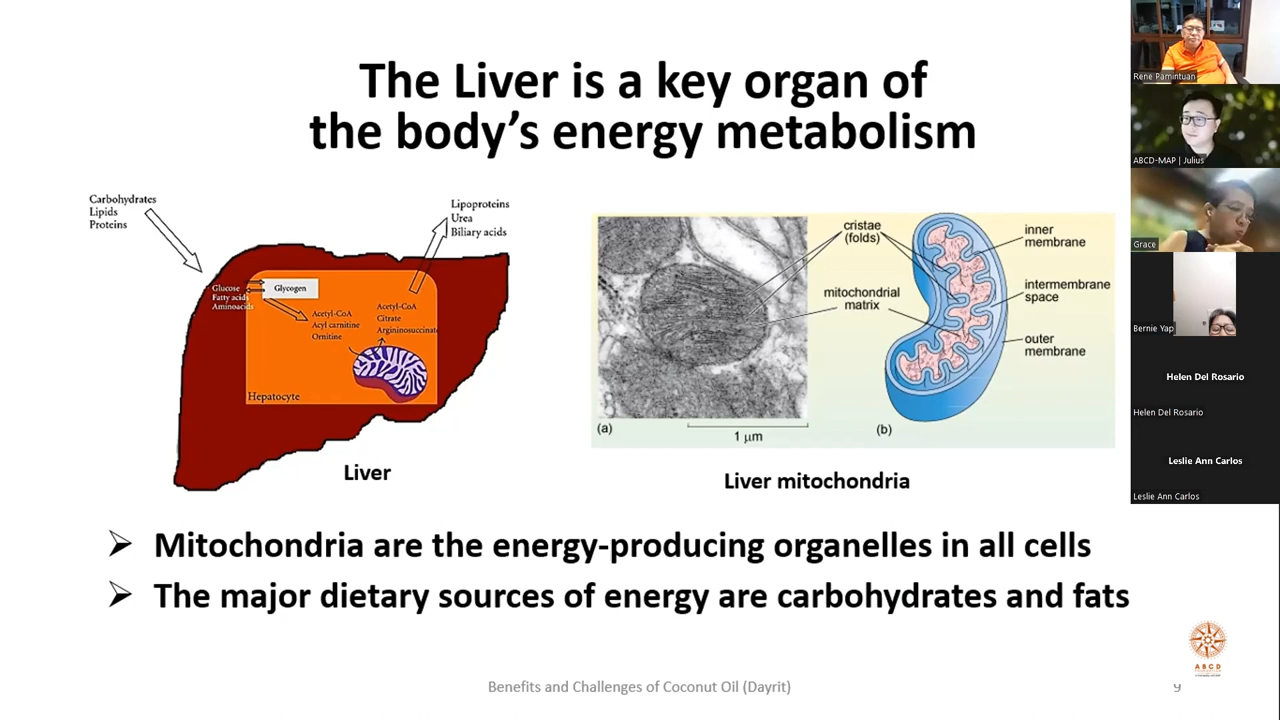 The Liver is a key organ of
the body’s energy metabolism
Carbohydrates
Lipids
Proteins
Lipoproteins
Urea
Biliary acids
Glucose
Fatty acids
Aminoacids
Glycogen
Acetyl-CoA
Acyl carnitine
Ornitine
Acetyl-CoA
Citrate
Argininosuccinate
Hepatocyte
Liver
cristae
(folds)
mitochondrial
matrix
inner
membrane
intermembrane
space
outer
membrane
(a)
1 µm
(b)
Liver mitochondria
➢ Mitochondria are the energy-producing organelles in all cells
➢ The major dietary sources of energy are carbohydrates and fats
Benefits and Challenges of Coconut Oil (Dayrit)
9
ABCD
Rene Pamintuan
ABCD-MAP | Julius
Grace
Bernie Yap
Helen Del Rosario
Helen Del Rosario
Leslie Ann Carlos
Leslie Ann Carlos